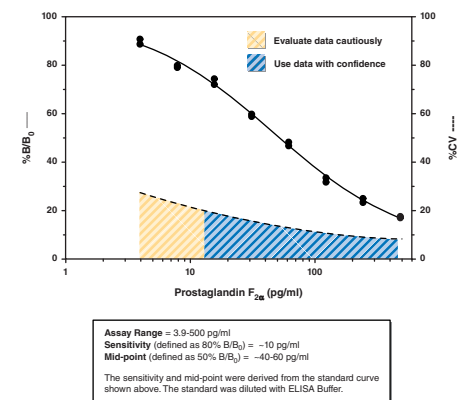 100
100
Evaluate data cautiously
Use data with confidence
80
80
60
60
40
40
20
20
0
0
%B/B0 ——
%CV ----
1
10
100
Prostaglandin F2α (pg/ml)
Assay Range = 3.9-500 pg/ml
Sensitivity (defined as 80% B/B0) = ~10 pg/ml
Mid-point (defined as 50% B/B0) = ~40-60 pg/ml
The sensitivity and mid-point were derived from the standard curve
shown above. The standard was diluted with ELISA Buffer.